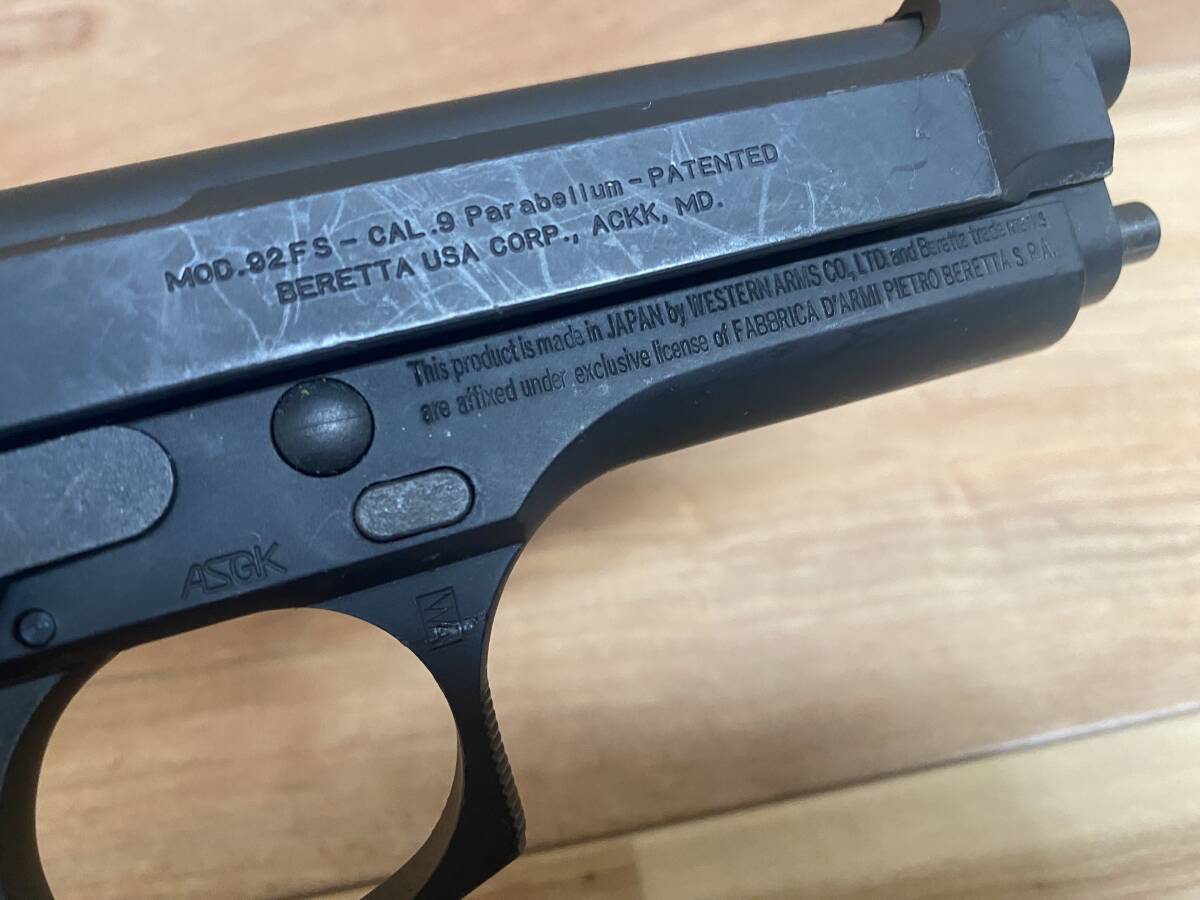 MOD.92FS-CAL.9 Parabellum-PATENTED
BERETTA USA CORP., ACKK, MD.
This product is made in JAPAN by WESTERN ARMS CO., LTD. and Beretta trade marks
are affixed under exclusive license of FABBRICA D'ARMI PIETRO BERETTA S.P.A.
ASGK
WA